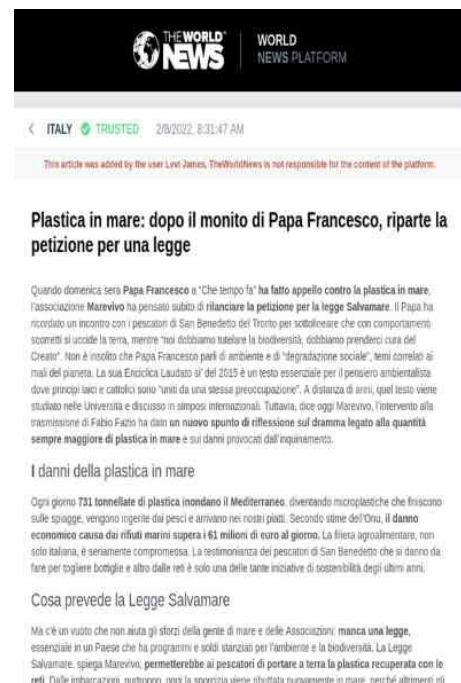 THE WORLD
NEWS
WORLD
NEWS PLATFORM
< ITALY TRUSTED 2/8/2022, 8:31:47 AM
This article was added by the user Levi James. TheWorldNews is not responsible for the content of the platform.
Plastica in mare: dopo il monito di Papa Francesco, riparte la
petizione per una legge
Quando domenica sera Papa Francesco a "Che tempo fa" ha fatto appello contro la plastica in mare,
l'associazione Marevivo ha pensato subito di rilanciare la petizione per la legge Salvamare. Il Papa ha
ricordato un incontro con i pescatori di San Benedetto del Tronto per sottolineare che con comportamenti
scorretti si uccide la terra, mentre "noi dobbiamo tutelare la biodiversità, dobbiamo prenderci cura del
Creato". Non è insolito che Papa Francesco parli di ambiente e di "degradazione sociale", temi correlati ai
mali del pianeta. La sua Enciclica Laudato si' del 2015 è un testo essenziale per il pensiero ambientalista
dove principi laici e cattolici sono "uniti da una stessa preoccupazione". A distanza di anni, quel testo viene
studiato nelle Università e discusso in simposi internazionali. Tuttavia, dice oggi Marevivo, l'intervento alla
trasmissione di Fabio Fazio ha dato un nuovo spunto di riflessione sul dramma legato alla quantità
sempre maggiore di plastica in mare e sui danni provocati dall'inquinamento.
I danni della plastica in mare
Ogni giorno 731 tonnellate di plastica inondano il Mediterraneo, diventando microplastiche che finiscono
sulle spiagge, vengono ingerite dai pesci e arrivano nei nostri piatti. Secondo stime dell'Onu, il danno
economico causa dai rifiuti marini supera i 61 milioni di euro al giorno. La filiera agroalimentare, non
solo italiana, è seriamente compromessa. La testimonianza dei pescatori di San Benedetto che si danno da
fare per togliere bottiglie e altro dalle reti è solo una delle tante iniziative di sostenibilità degli ultimi anni.
Cosa prevede la Legge Salvamare
Ma c'è un vuoto che non aiuta gli sforzi della gente di mare e delle Associazioni: manca una legge,
essenziale in un Paese che ha programmi e soldi stanziati per l'ambiente e la biodiversità. La Legge
Salvamare, spiega Marevivo, permetterebbe ai pescatori di portare a terra la plastica recuperata con le
reti. Dalle imbarcazioni, purtroppo, oggi la sporcizia viene ributtata nuovamente in mare, perché altrimenti gli